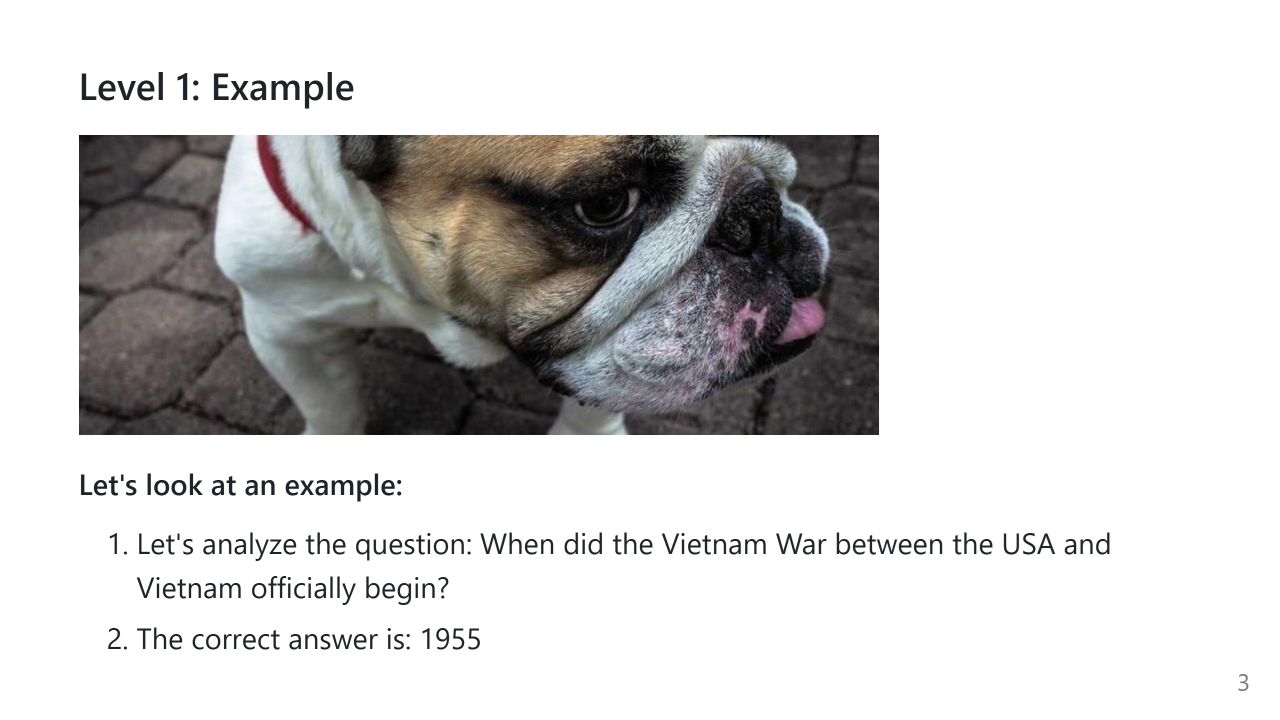 Level 1: Example
Let's look at an example:
1. Let's analyze the question: When did the Vietnam War between the USA and
Vietnam officially begin?
2. The correct answer is: 1955
3